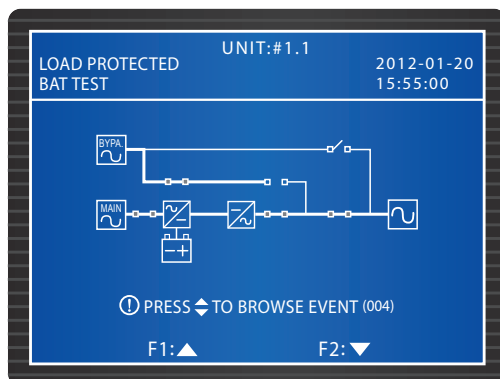 UNIT:#1.1
LOAD PROTECTED 2012-01-20
BAT TEST 15:55:00
BYPA.
MAIN
PRESS TO BROWSE EVENT (004)
F1: F2: